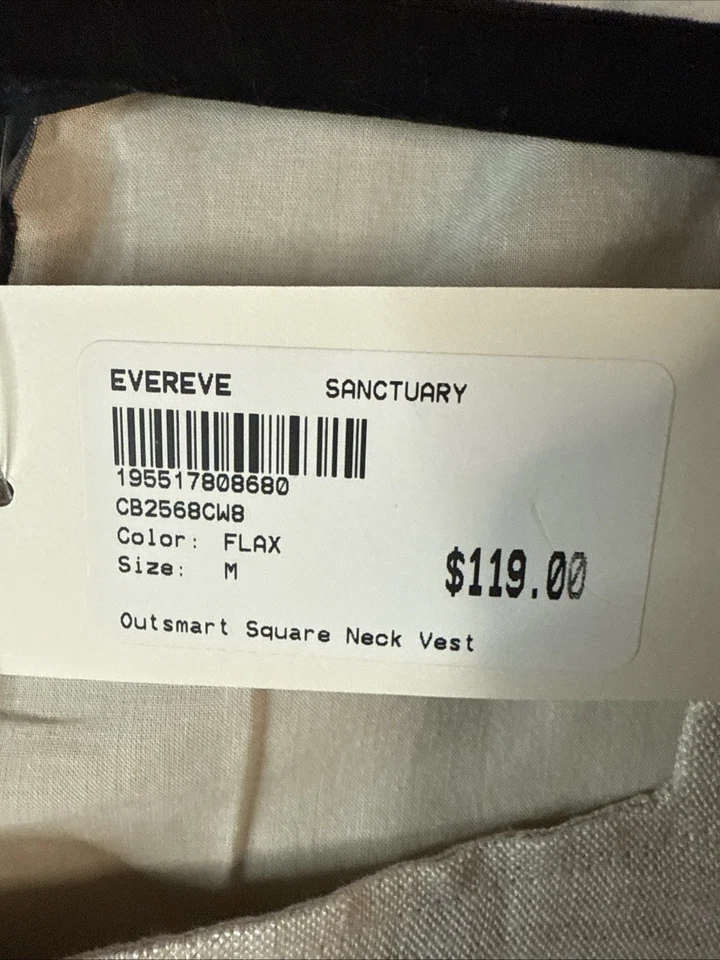 EVEREVE SANCTUARY
195517808680
CB2568CW8
Color: FLAX
Size: M
$119.00
Outsmart Square Neck Vest